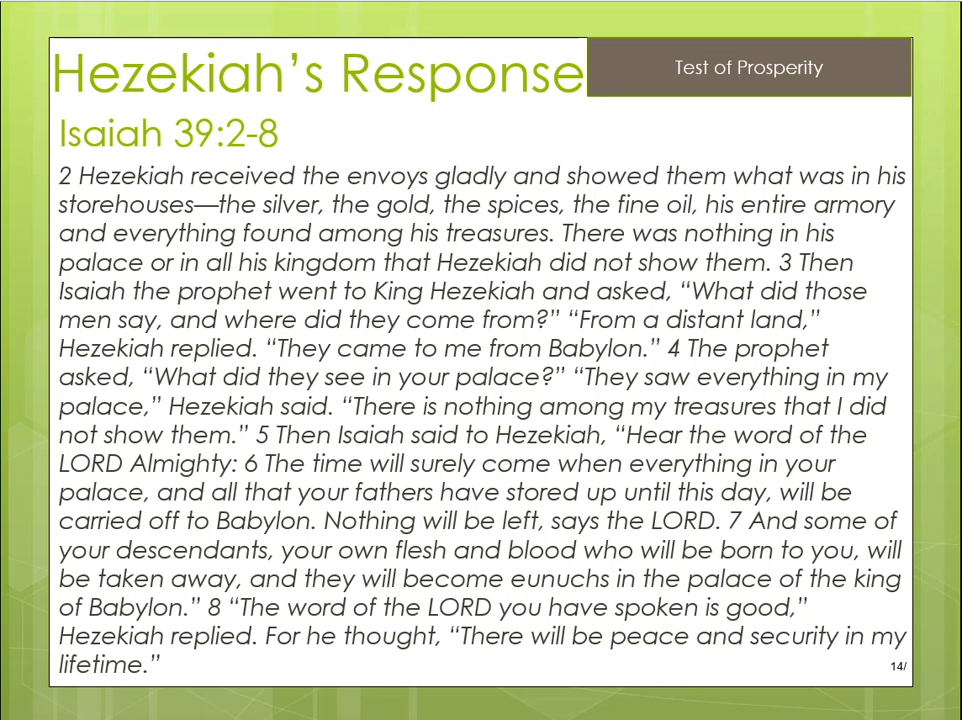 Hezekiah’s Response
Test of Prosperity
Isaiah 39:2-8
2 Hezekiah received the envoys gladly and showed them what was in his
storehouses—the silver, the gold, the spices, the fine oil, his entire armory
and everything found among his treasures. There was nothing in his
palace or in all his kingdom that Hezekiah did not show them. 3 Then
Isaiah the prophet went to King Hezekiah and asked, “What did those
men say, and where did they come from?” “From a distant land,”
Hezekiah replied. “They came to me from Babylon.” 4 The prophet
asked, “What did they see in your palace?” “They saw everything in my
palace,” Hezekiah said. “There is nothing among my treasures that I did
not show them.” 5 Then Isaiah said to Hezekiah, “Hear the word of the
LORD Almighty: 6 The time will surely come when everything in your
palace, and all that your fathers have stored up until this day, will be
carried off to Babylon. Nothing will be left, says the LORD. 7 And some of
your descendants, your own flesh and blood who will be born to you, will
be taken away, and they will become eunuchs in the palace of the king
of Babylon.” 8 “The word of the LORD you have spoken is good,”
Hezekiah replied. For he thought, “There will be peace and security in my
lifetime.”
14/